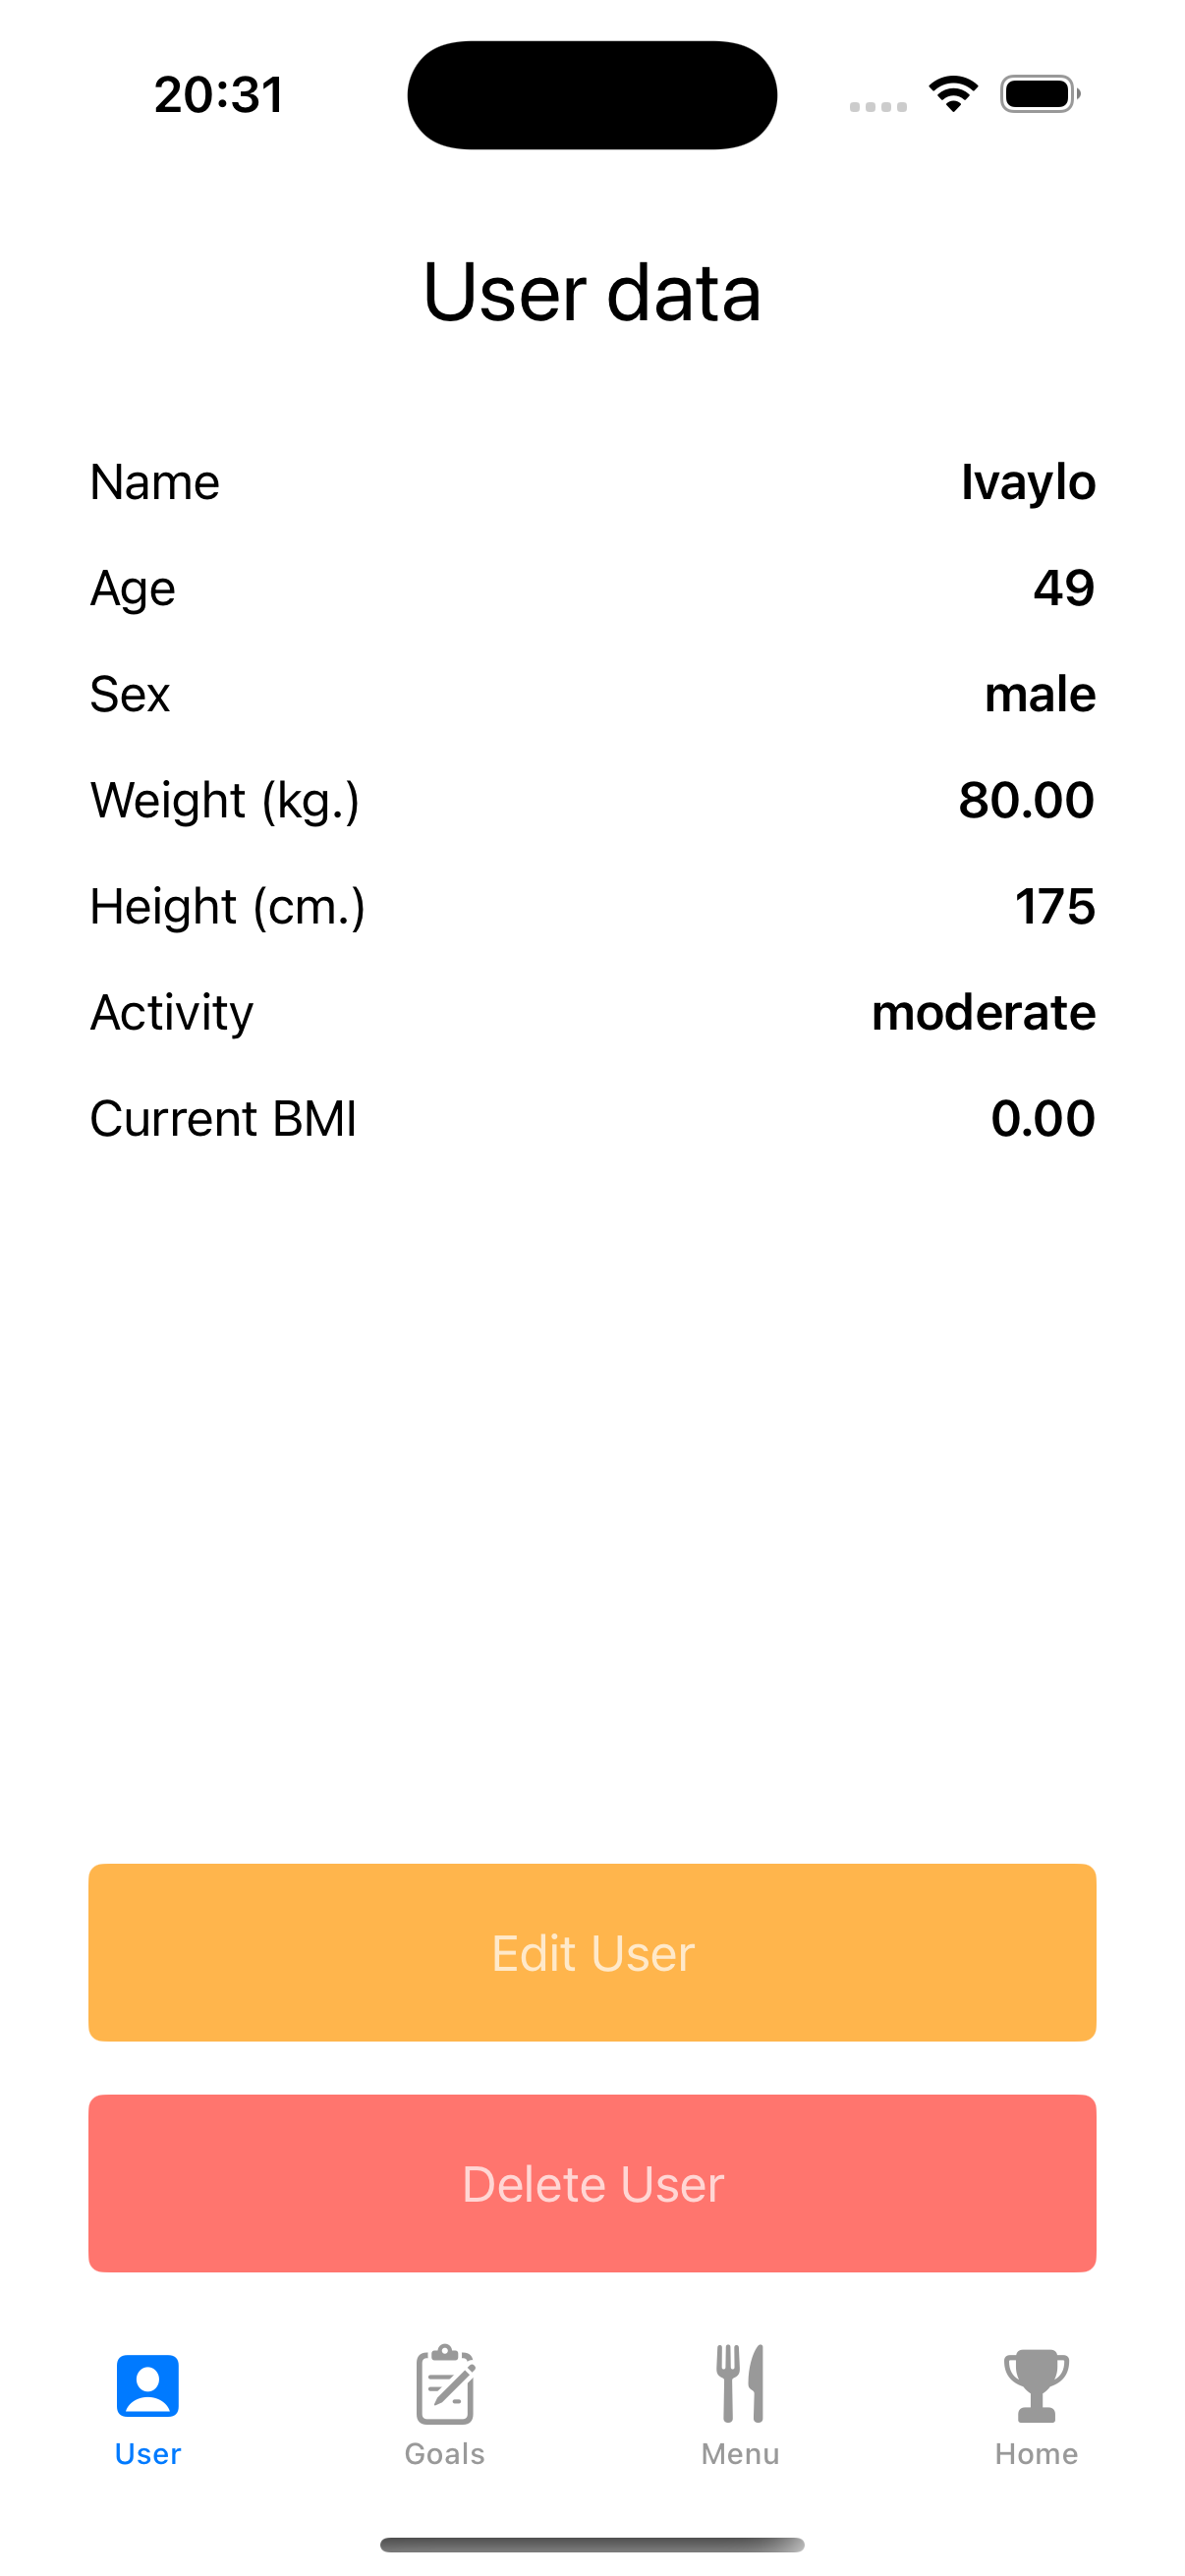 20:31
User data
Name Ivaylo
Age 49
Sex male
Weight (kg.) 80.00
Height (cm.) 175
Activity moderate
Current BMI 0.00
Edit User
Delete User
User Goals Menu Home